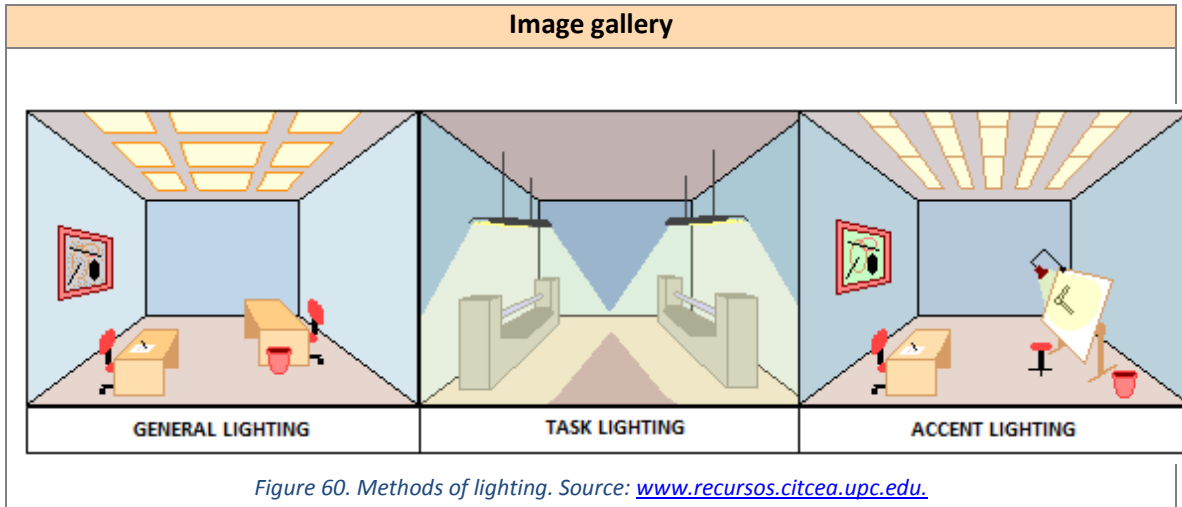 Image gallery
GENERAL LIGHTING
TASK LIGHTING
ACCENT LIGHTING
Figure 60. Methods of lighting. Source: www.recursos.citcea.upc.edu.